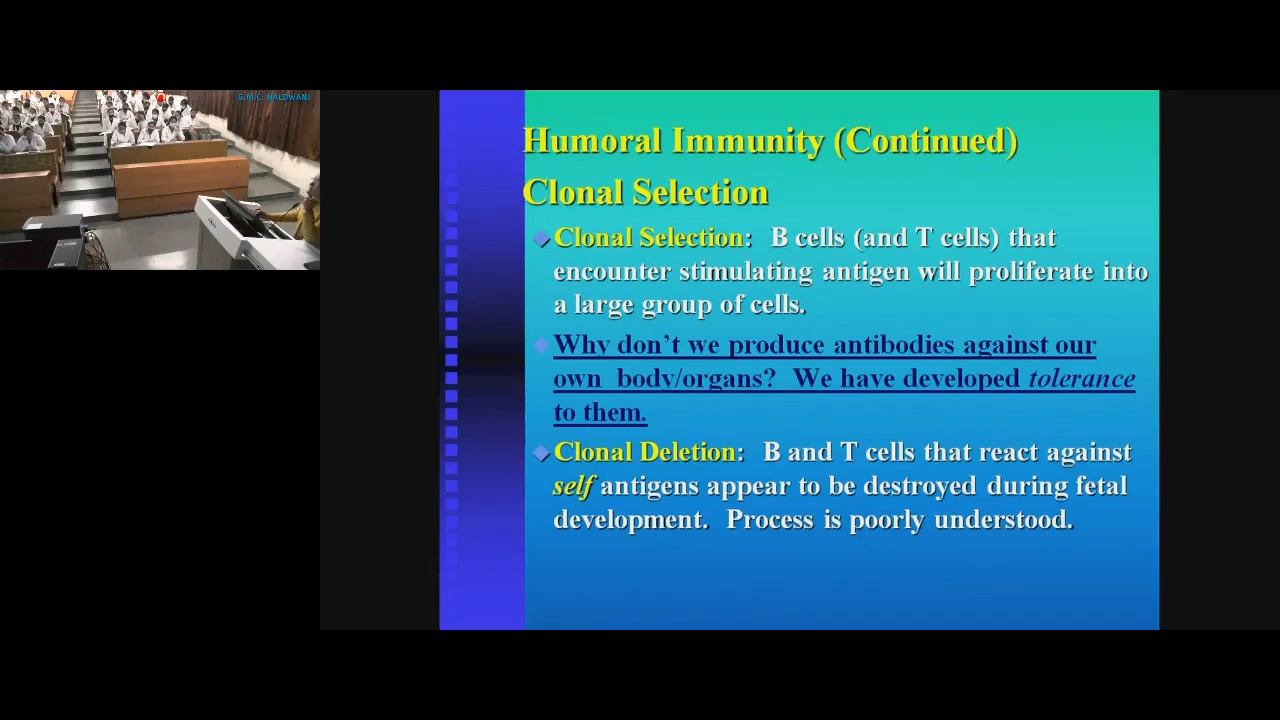 G.M.C. HALDWANI
Humoral Immunity (Continued)
Clonal Selection
Clonal Selection: B cells (and T cells) that
encounter stimulating antigen will proliferate into
a large group of cells.
Why don't we produce antibodies against our
own body/organs? We have developed tolerance
to them.
Clonal Deletion: B and T cells that react against
self antigens appear to be destroyed during fetal
development. Process is poorly understood.